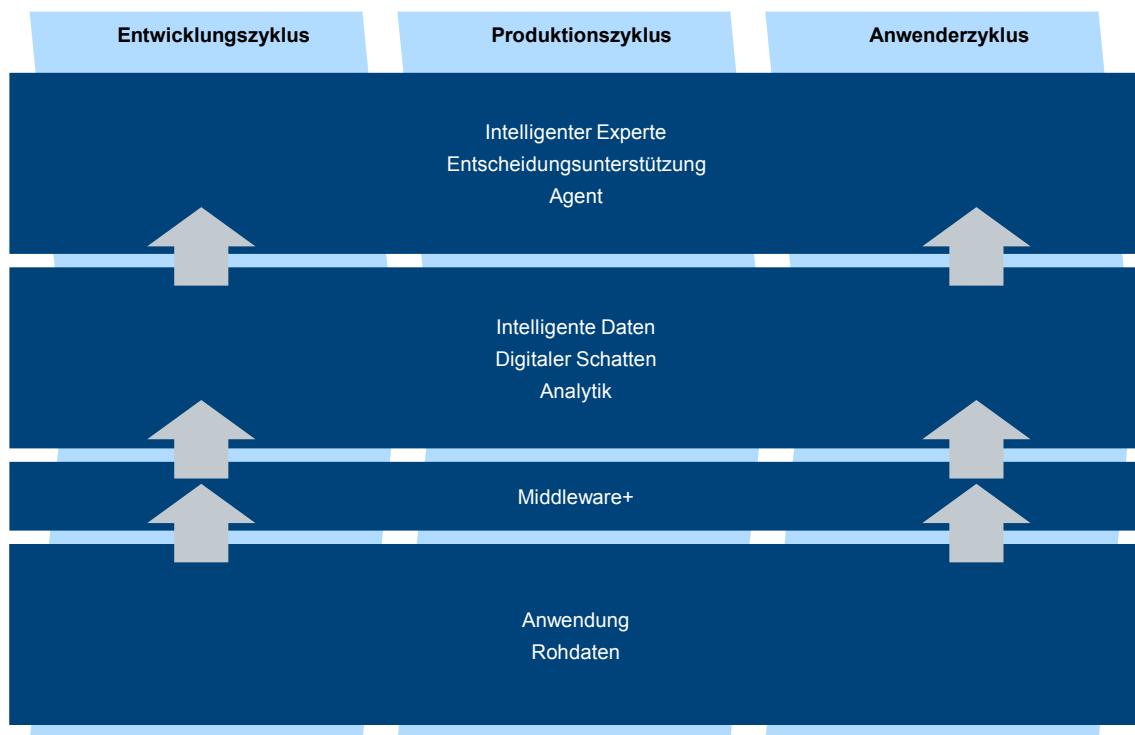 Entwicklungszyklus
Produktionszyklus
Anwenderzyklus
Intelligenter Experte
Entscheidungsunterstützung
Agent
Intelligente Daten
Digitaler Schatten
Analytik
Middleware+
Anwendung
Rohdaten